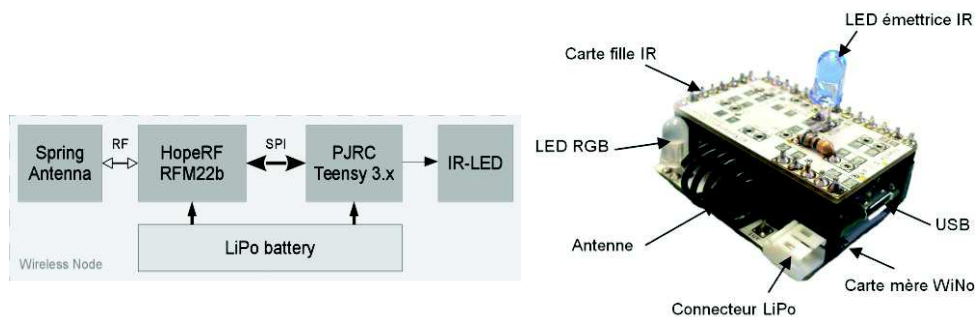 Spring
Antenna
RF
HopeRF
RFM22b
SPI
PJRC
Teensy 3.x
IR-LED
LiPo battery
Wireless Node
LED émettrice IR
Carte fille IR
LED RGB
Antenne
USB
Carte mère WiNo
Connecteur LiPo